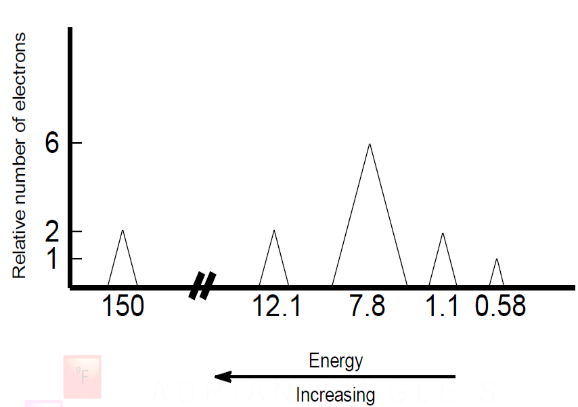 Relative number of electrons
6
2
1
150 12.1 7.8 1.1 0.58
Energy
Increasing
°F